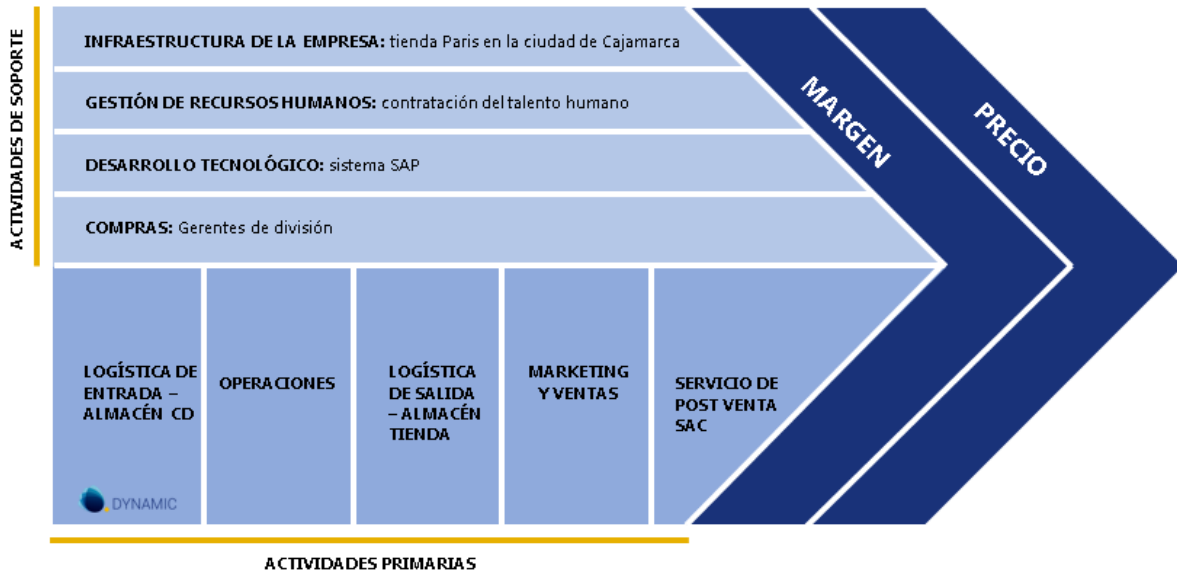 ACTIVIDADES DE SOPORTE
INFRAESTRUCTURA DE LA EMPRESA: tienda Paris en la ciudad de Cajamarca
GESTIÓN DE RECURSOS HUMANOS: contratación del talento humano
DESARROLLO TECNOLÓGICO: sistema SAP
COMPRAS: Gerentes de división
MARGEN
PRECIO
LOGÍSTICA DE
ENTRADA –
ALMACÉN CD
OPERACIONES
LOGÍSTICA
DE SALIDA
– ALMACÉN
TIENDA
MARKETING
Y VENTAS
SERVICIO DE
POST VENTA
SAC
DYNAMIC
ACTIVIDADES PRIMARIAS